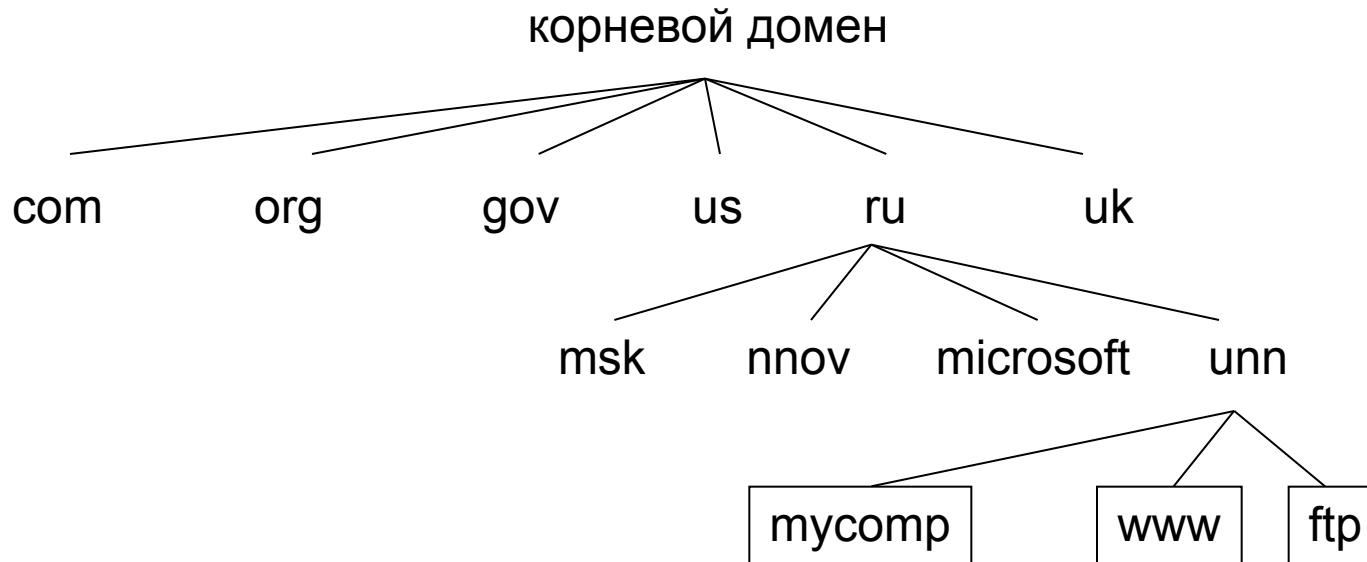 корневой домен
com org gov us ru uk
msk nnov microsoft unn
mycomp www ftp